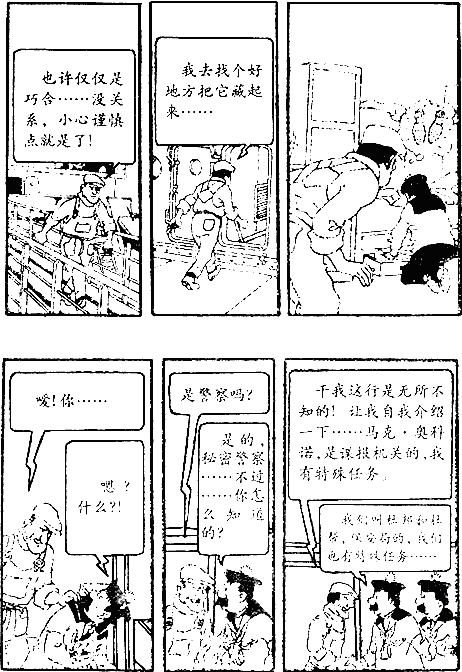 也许仅仅是
巧合……没关
系，小心谨慎
点就是了！
我去找个好
地方把它藏起
来……
嗳！你……
嗯？
什么?!
是警察吗？
是的，
秘密警察
……不过
……你怎
么知道
的？
干我这行是无所不
知的！让我自我介绍
一下……马克·奥科
诺，是谍报机关的，我
有特殊任务。
我们叫杜邦和杜
帮，保安局的，我们
也有特殊任务……